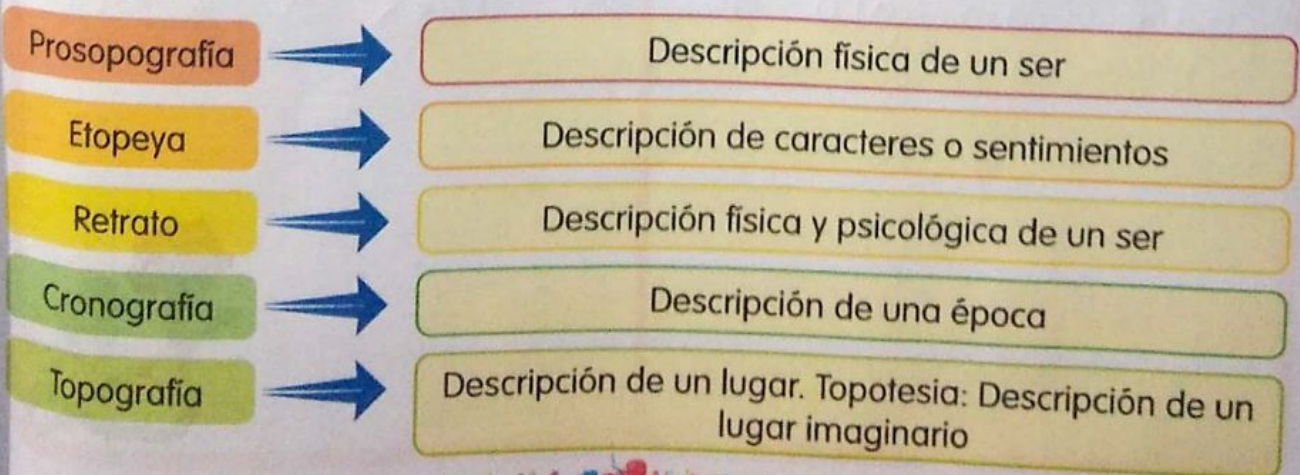 Prosopografía
Descripción física de un ser
Etopeya
Descripción de caracteres o sentimientos
Retrato
Descripción física y psicológica de un ser
Cronografía
Descripción de una época
Topografía
Descripción de un lugar. Topotesia: Descripción de un
lugar imaginario